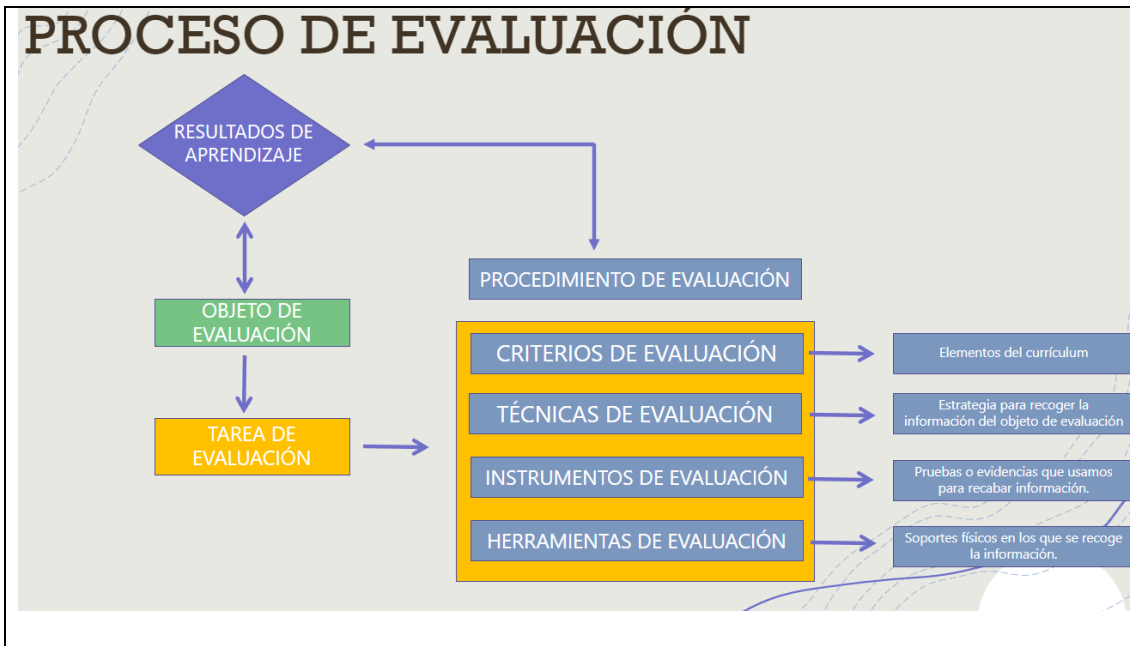 PROCESO DE EVALUACIÓN
RESULTADOS DE
APRENDIZAJE
PROCEDIMIENTO DE EVALUACIÓN
OBJETO DE
EVALUACIÓN
CRITERIOS DE EVALUACIÓN
Elementos del currículum
TÉCNICAS DE EVALUACIÓN
Estrategia para recoger la
información del objeto de evaluación
TAREA DE
EVALUACIÓN
INSTRUMENTOS DE EVALUACIÓN
Pruebas o evidencias que usamos
para recabar información.
HERRAMIENTAS DE EVALUACIÓN
Soportes físicos en los que se recoge
la información.